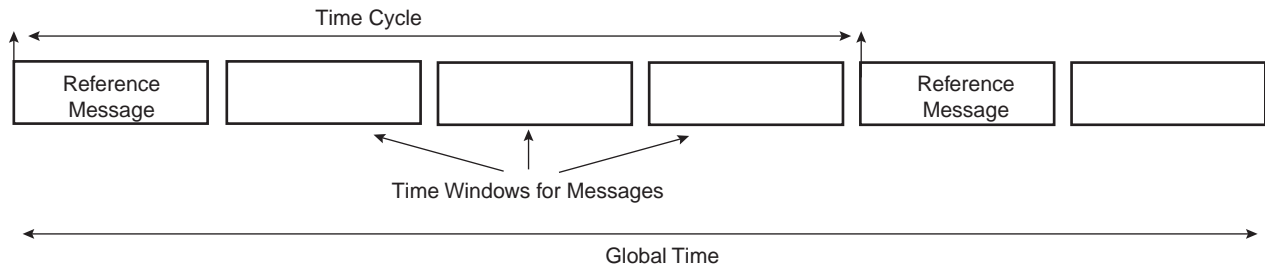 Time Cycle
Reference
Message
Reference
Message
Time Windows for Messages
Global Time